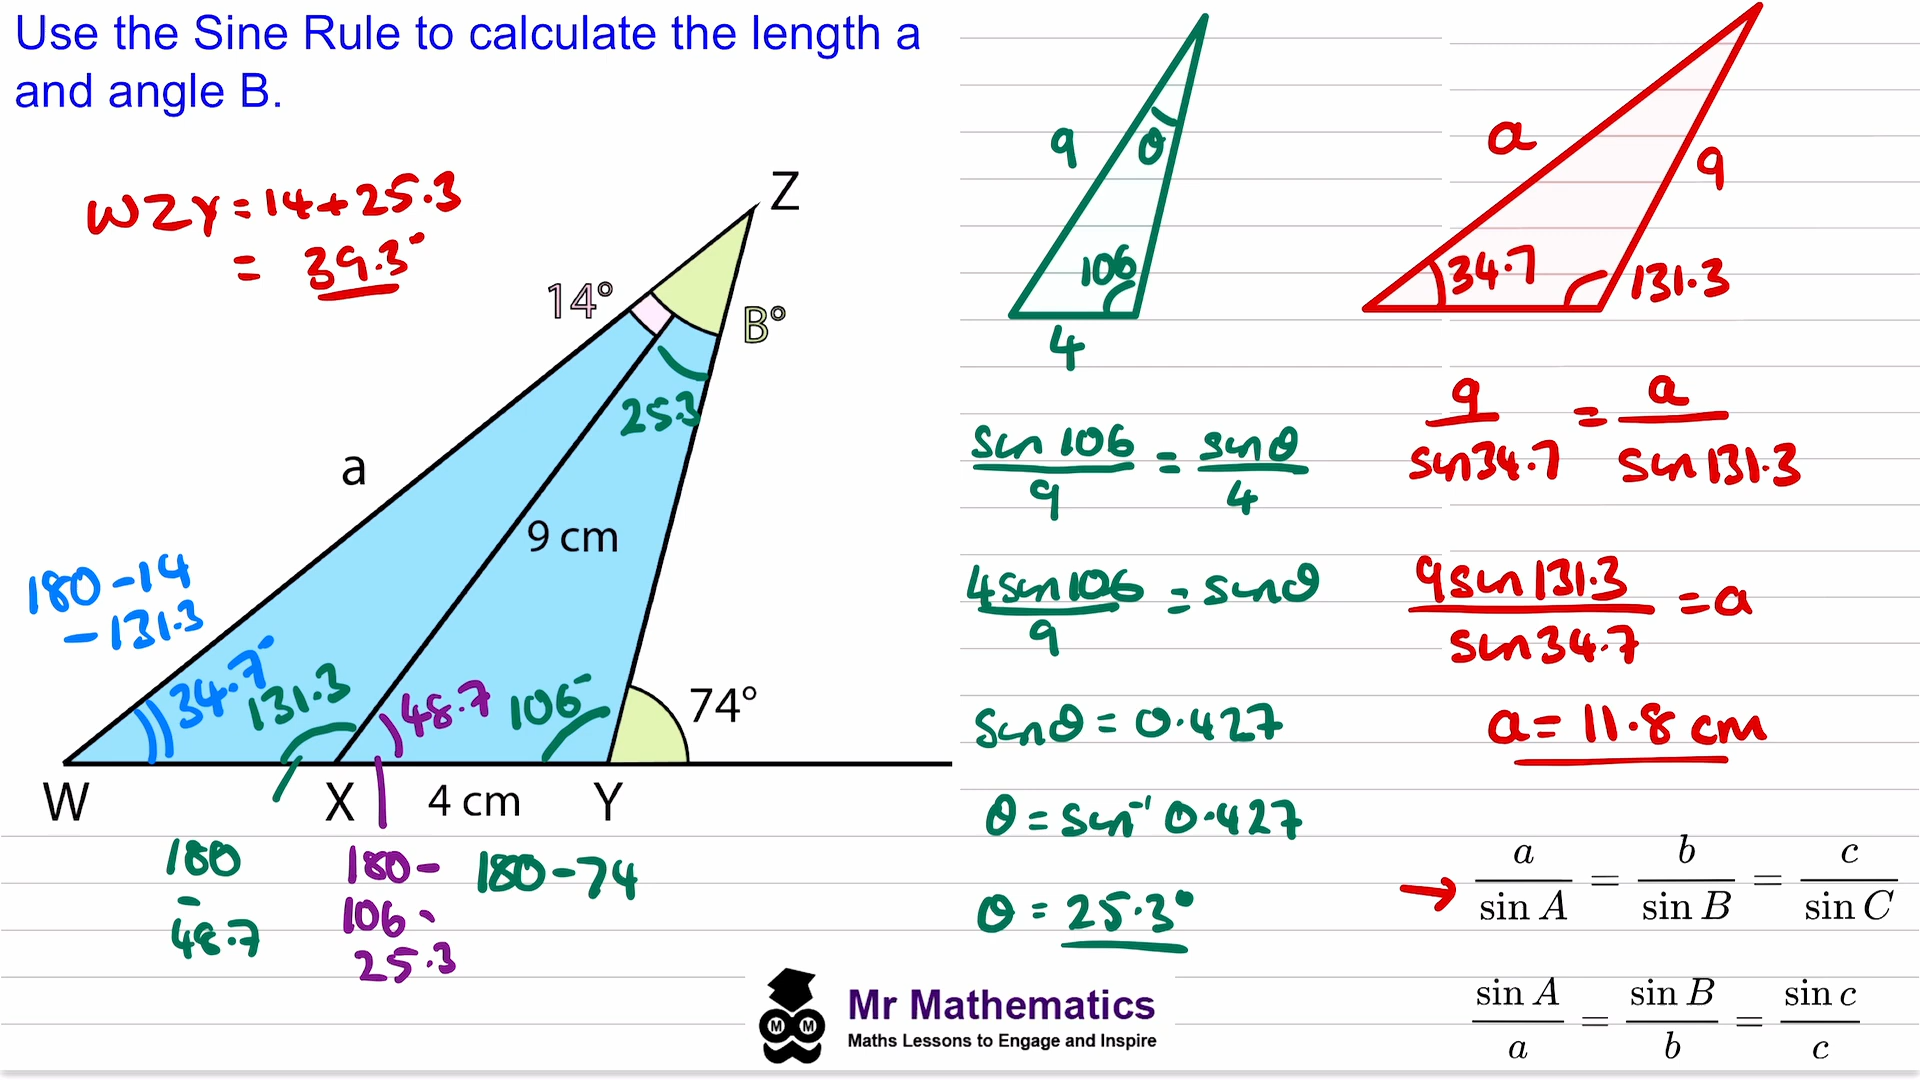 Use the Sine Rule to calculate the length a
and angle B.
WZY = 14 + 25.3
= 39.3°
Z
14°
B°
25.3
a
9 cm
180 - 14
- 131.3
34.7°
131.3
48.7
106°
74°
W
X
4 cm
Y
180
-
48.7
180 -
106 -
25.3
180 - 74
9
θ
106
4
sin 106 / 9 = sin θ / 4
4 sin 106 / 9 = sin θ
sin θ = 0.427
θ = sin⁻¹ 0.427
θ = 25.3°
a
9
34.7
131.3
9 / sin 34.7 = a / sin 131.3
9 sin 131.3 / sin 34.7 = a
a = 11.8 cm
→ a / sin A = b / sin B = c / sin C
sin A / a = sin B / b = sin c / c
M M
Mr Mathematics
Maths Lessons to Engage and Inspire